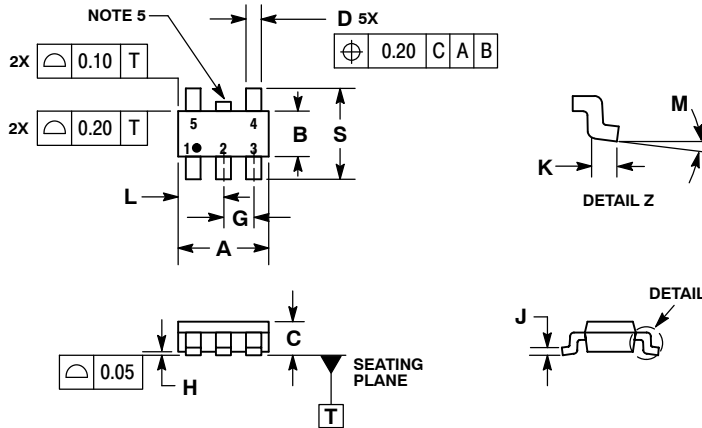 NOTE 5
D 5X
2X ⌓ 0.10 T
⌖ 0.20 C A B
2X ⌓ 0.20 T
5 4
1 2 3
B S
L
G
A
M
K
DETAIL Z
C
H
⌓ 0.05
SEATING
PLANE
T
J
DETAIL